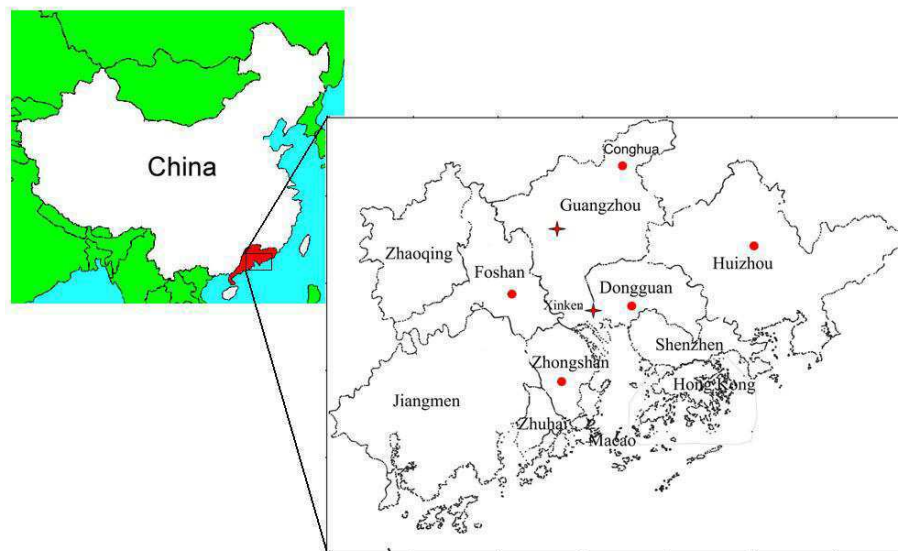 China
Conghua
Guangzhou
Zhaoqing
Huizhou
Foshan
Dongguan
Xinken
Shenzhen
Zhongshan
Hong Kong
Jiangmen
Zhuhai
Macao